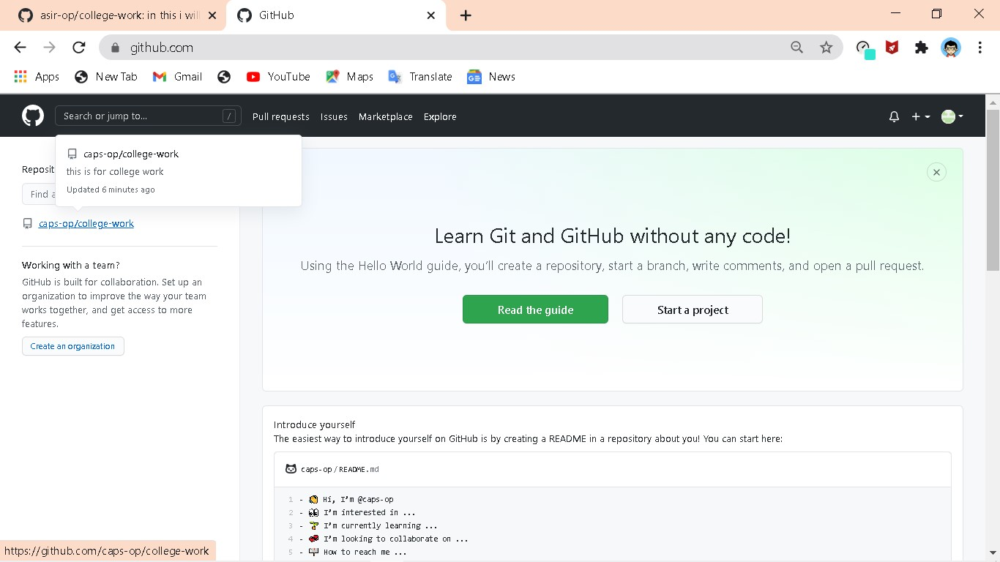 asir-op/college-work: in this i will
GitHub
github.com
Apps
New Tab
Gmail
YouTube
Maps
Translate
News
Search or jump to...
/
Pull requests
Issues
Marketplace
Explore
caps-op/college-work
this is for college work
Updated 6 minutes ago
Reposit
Find a
caps-op/college-work
Working with a team?
GitHub is built for collaboration. Set up an
organization to improve the way your team
works together, and get access to more
features.
Create an organization
Learn Git and GitHub without any code!
Using the Hello World guide, you’ll create a repository, start a branch, write comments, and open a pull request.
Read the guide
Start a project
Introduce yourself
The easiest way to introduce yourself on GitHub is by creating a README in a repository about you! You can start here:
caps-op / README.md
1 - 👋 Hi, I’m @caps-op
2 - 👀 I’m interested in ...
3 - 🌱 I’m currently learning ...
4 - 💞️ I’m looking to collaborate on ...
5 - 📫 How to reach me ...
https://github.com/caps-op/college-work